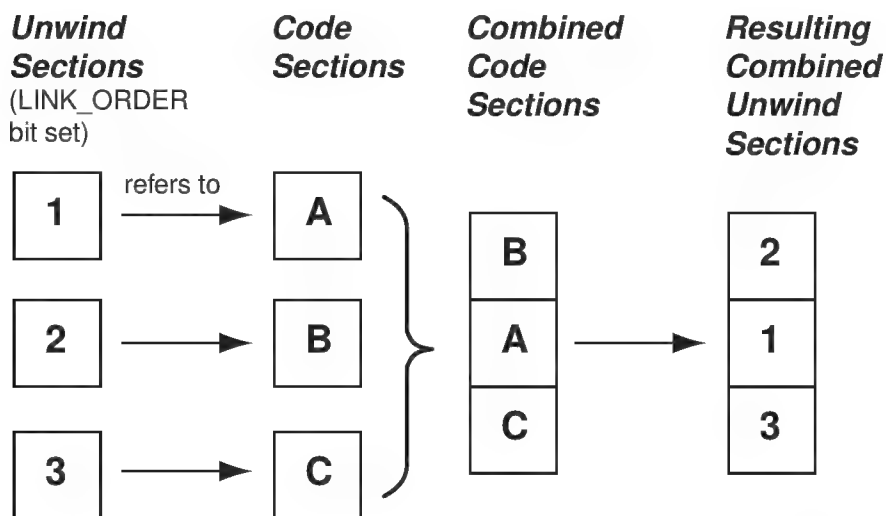 Unwind
Sections
(LINK_ORDER
bit set)
Code
Sections
Combined
Code
Sections
Resulting
Combined
Unwind
Sections
refers to
1
A
2
B
3
C
B
A
C
2
1
3